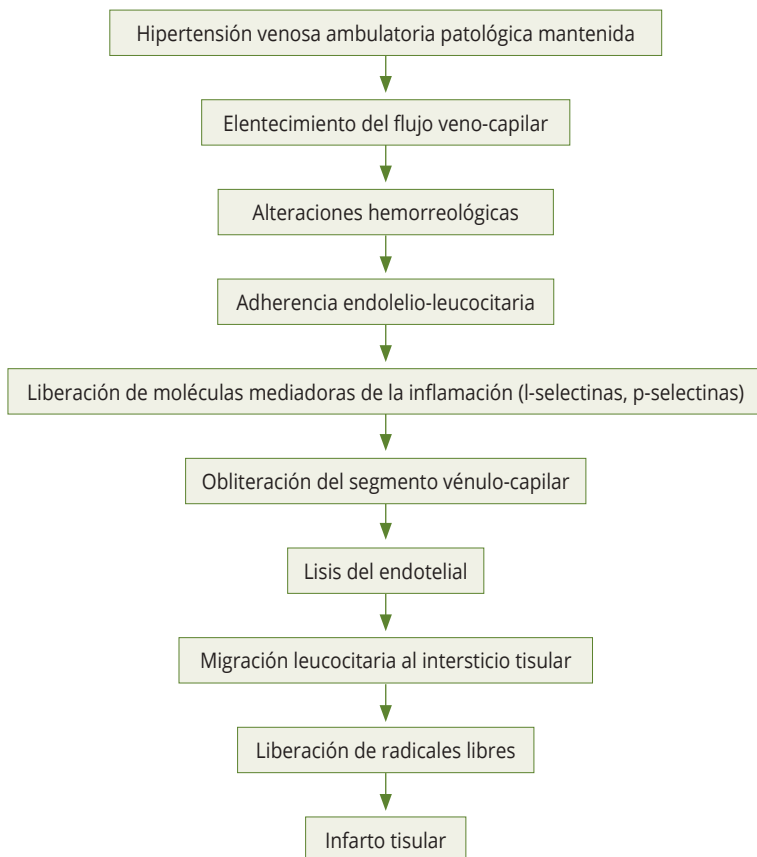 Hipertensión venosa ambulatoria patológica mantenida
Elentecimiento del flujo veno-capilar
Alteraciones hemorreológicas
Adherencia endolelio-leucocitaria
Liberación de moléculas mediadoras de la inflamación (l-selectinas, p-selectinas)
Obliteración del segmento vénulo-capilar
Lisis del endotelial
Migración leucocitaria al intersticio tisular
Liberación de radicales libres
Infarto tisular